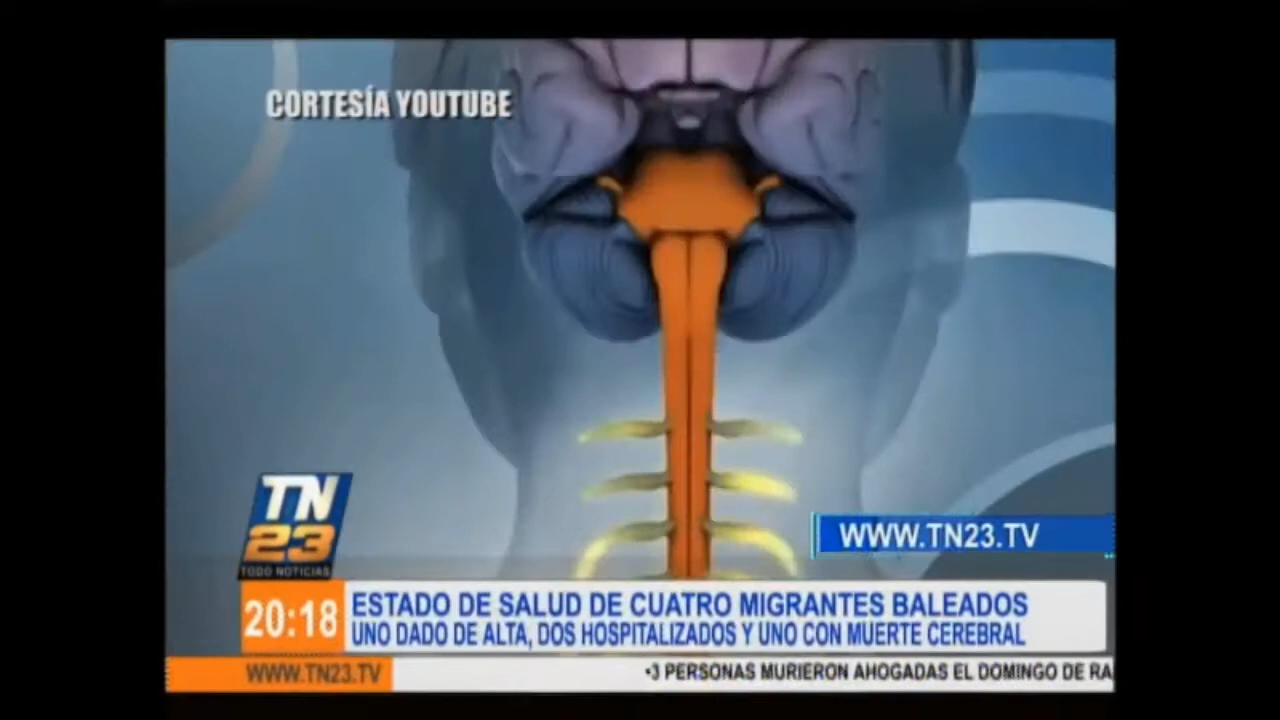 CORTESÍA YOUTUBE
TN
23
TODO NOTICIAS
WWW.TN23.TV
20:18
ESTADO DE SALUD DE CUATRO MIGRANTES BALEADOS
UNO DADO DE ALTA, DOS HOSPITALIZADOS Y UNO CON MUERTE CEREBRAL
WWW.TN23.TV
•3 PERSONAS MURIERON AHOGADAS EL DOMINGO DE RA